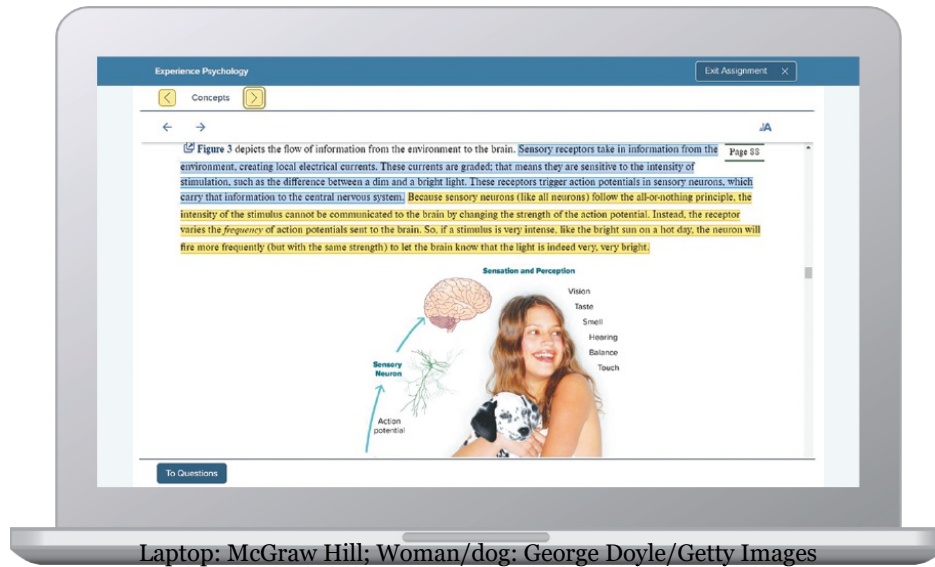 Experience Psychology
Exit Assignment ×
Concepts
Figure 3 depicts the flow of information from the environment to the brain. Sensory receptors take in information from the
Page 88
environment, creating local electrical currents. These currents are graded; that means they are sensitive to the intensity of
stimulation, such as the difference between a dim and a bright light. These receptors trigger action potentials in sensory neurons, which
carry that information to the central nervous system. Because sensory neurons (like all neurons) follow the all-or-nothing principle, the
intensity of the stimulus cannot be communicated to the brain by changing the strength of the action potential. Instead, the receptor
varies the frequency of action potentials sent to the brain. So, if a stimulus is very intense, like the bright sun on a hot day, the neuron will
fire more frequently (but with the same strength) to let the brain know that the light is indeed very, very bright.
Sensation and Perception
Vision
Taste
Smell
Hearing
Balance
Touch
Sensory
Neuron
Action
potential
To Questions
Laptop: McGraw Hill; Woman/dog: George Doyle/Getty Images